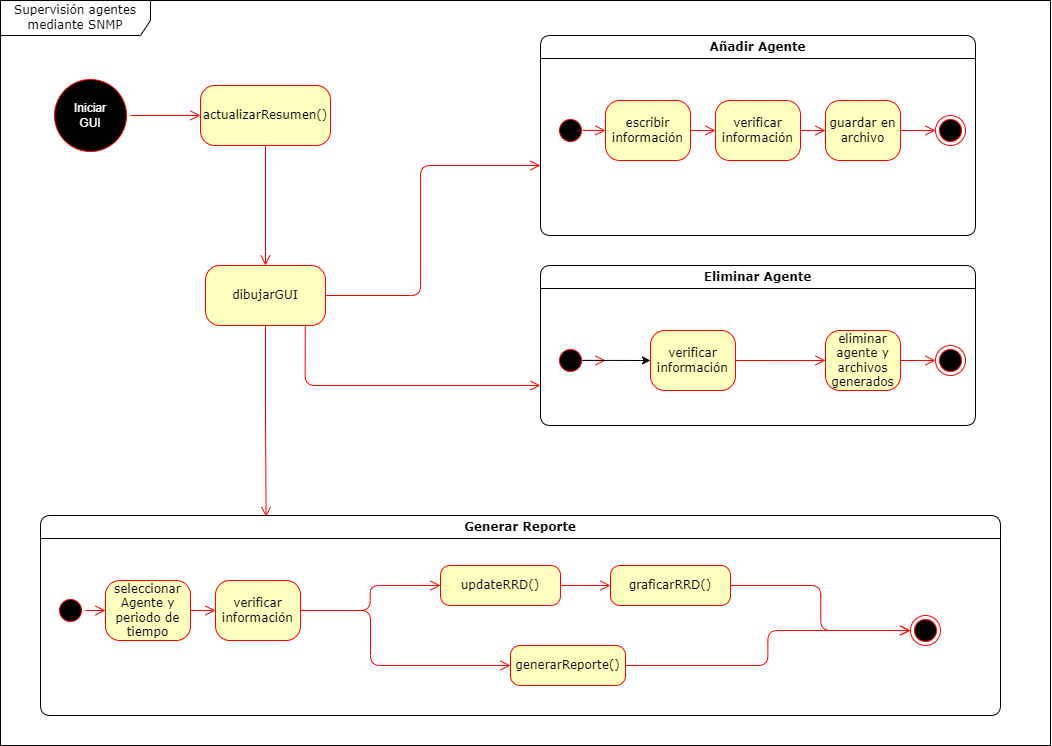 Supervisión agentes
mediante SNMP
Iniciar
GUI
actualizarResumen()
dibujarGUI
Añadir Agente
escribir
información
verificar
información
guardar en
archivo
Eliminar Agente
verificar
información
eliminar
agente y
archivos
generados
Generar Reporte
seleccionar
Agente y
periodo de
tiempo
verificar
información
updateRRD()
graficarRRD()
generarReporte()